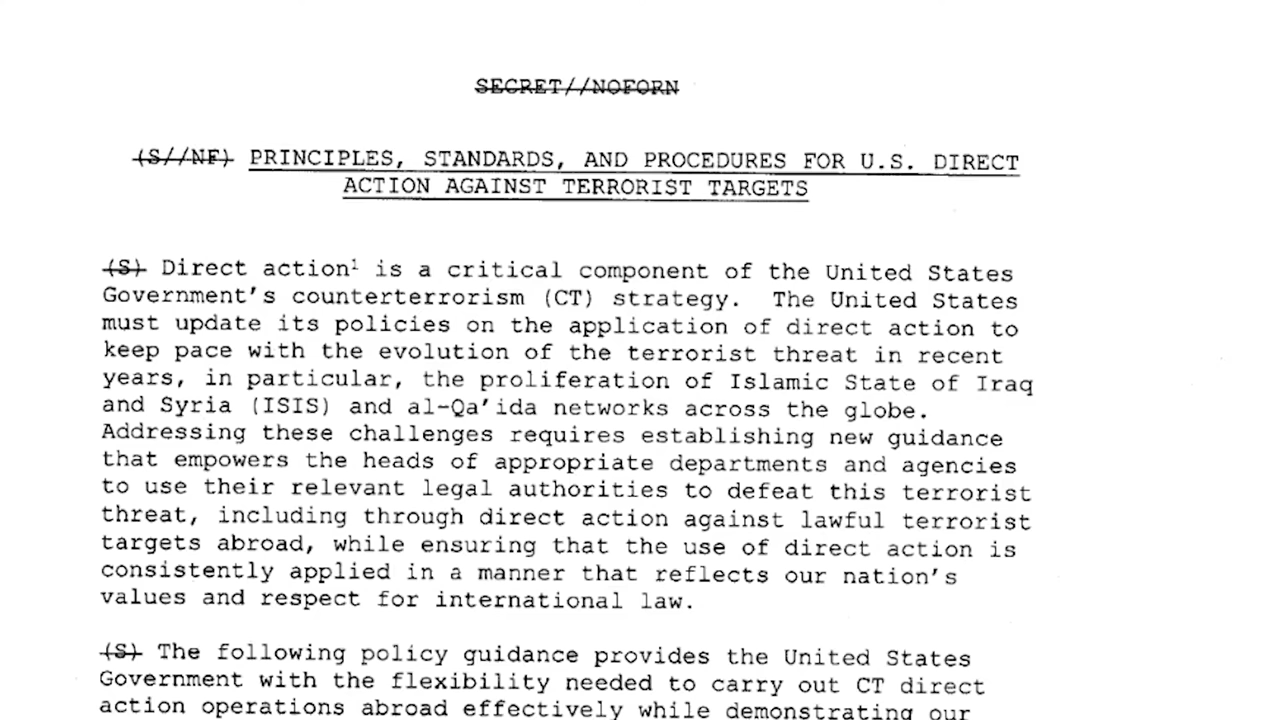 SECRET//NOFORN
(S//NF) PRINCIPLES, STANDARDS, AND PROCEDURES FOR U.S. DIRECT
ACTION AGAINST TERRORIST TARGETS
(S) Direct action¹ is a critical component of the United States
Government's counterterrorism (CT) strategy. The United States
must update its policies on the application of direct action to
keep pace with the evolution of the terrorist threat in recent
years, in particular, the proliferation of Islamic State of Iraq
and Syria (ISIS) and al-Qa'ida networks across the globe.
Addressing these challenges requires establishing new guidance
that empowers the heads of appropriate departments and agencies
to use their relevant legal authorities to defeat this terrorist
threat, including through direct action against lawful terrorist
targets abroad, while ensuring that the use of direct action is
consistently applied in a manner that reflects our nation's
values and respect for international law.
(S) The following policy guidance provides the United States
Government with the flexibility needed to carry out CT direct
action operations abroad effectively while demonstrating our